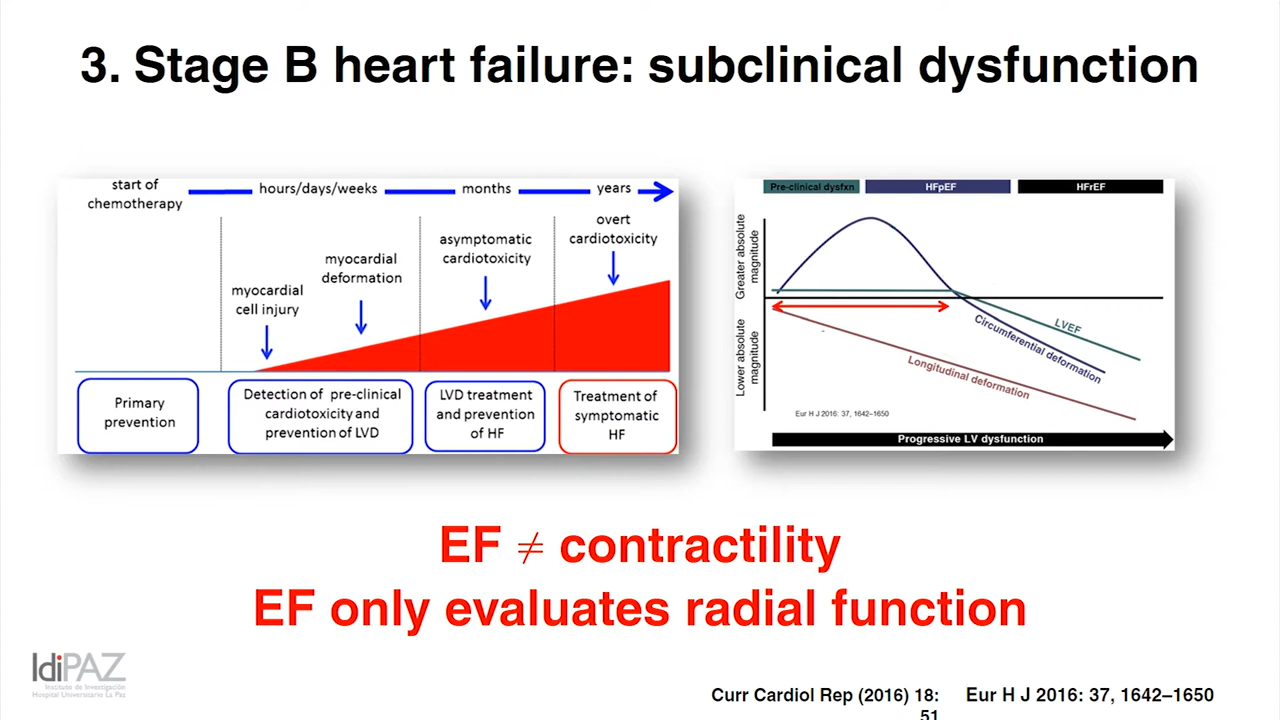 3. Stage B heart failure: subclinical dysfunction
start of
chemotherapy
hours/days/weeks
months
years
myocardial
cell injury
myocardial
deformation
asymptomatic
cardiotoxicity
overt
cardiotoxicity
Primary
prevention
Detection of pre-clinical
cardiotoxicity and
prevention of LVD
LVD treatment
and prevention
of HF
Treatment of
symptomatic
HF
Pre-clinical dysfxn
HFpEF
HFrEF
Greater absolute
magnitude
Lower absolute
magnitude
LVEF
Circumferential deformation
Longitudinal deformation
Eur H J 2016: 37, 1642–1650
Progressive LV dysfunction
EF ≠ contractility
EF only evaluates radial function
IdiPAZ
Instituto de Investigación
Hospital Universitario La Paz
Curr Cardiol Rep (2016) 18:
51
Eur H J 2016: 37, 1642–1650